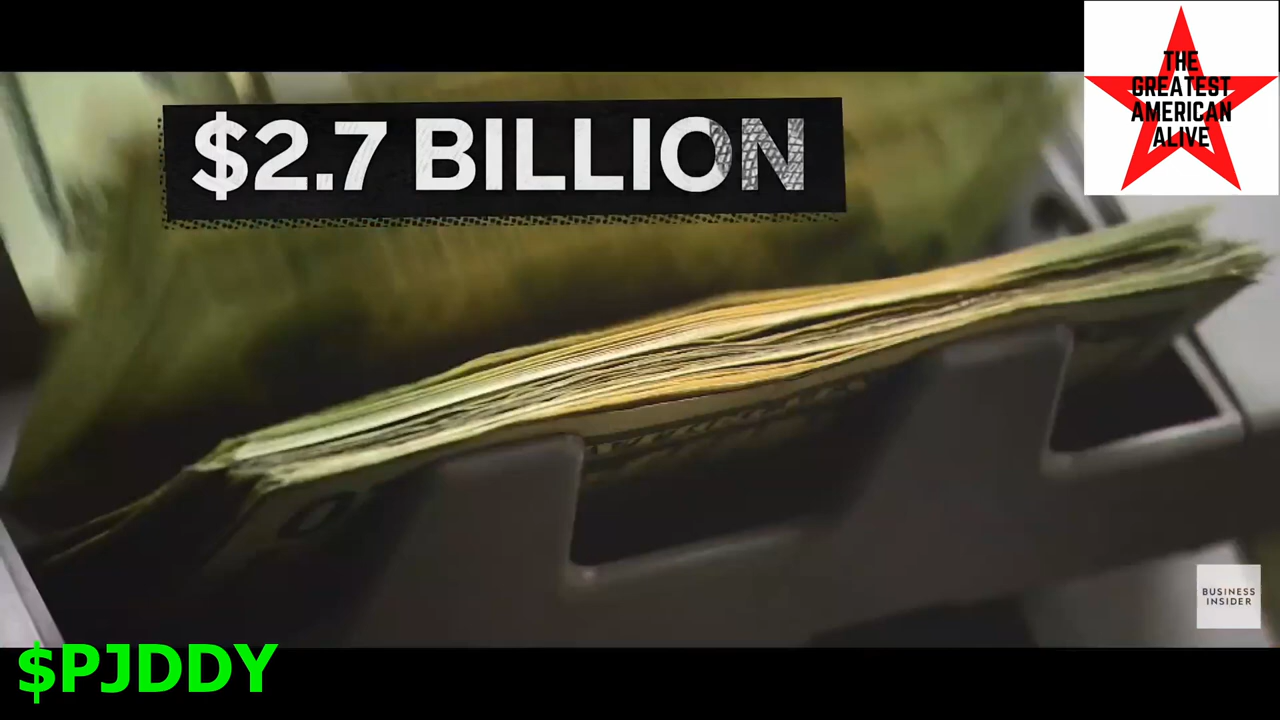 $2.7 BILLION
THE
GREATEST
AMERICAN
ALIVE
BUSINESS
INSIDER
$PJDDY